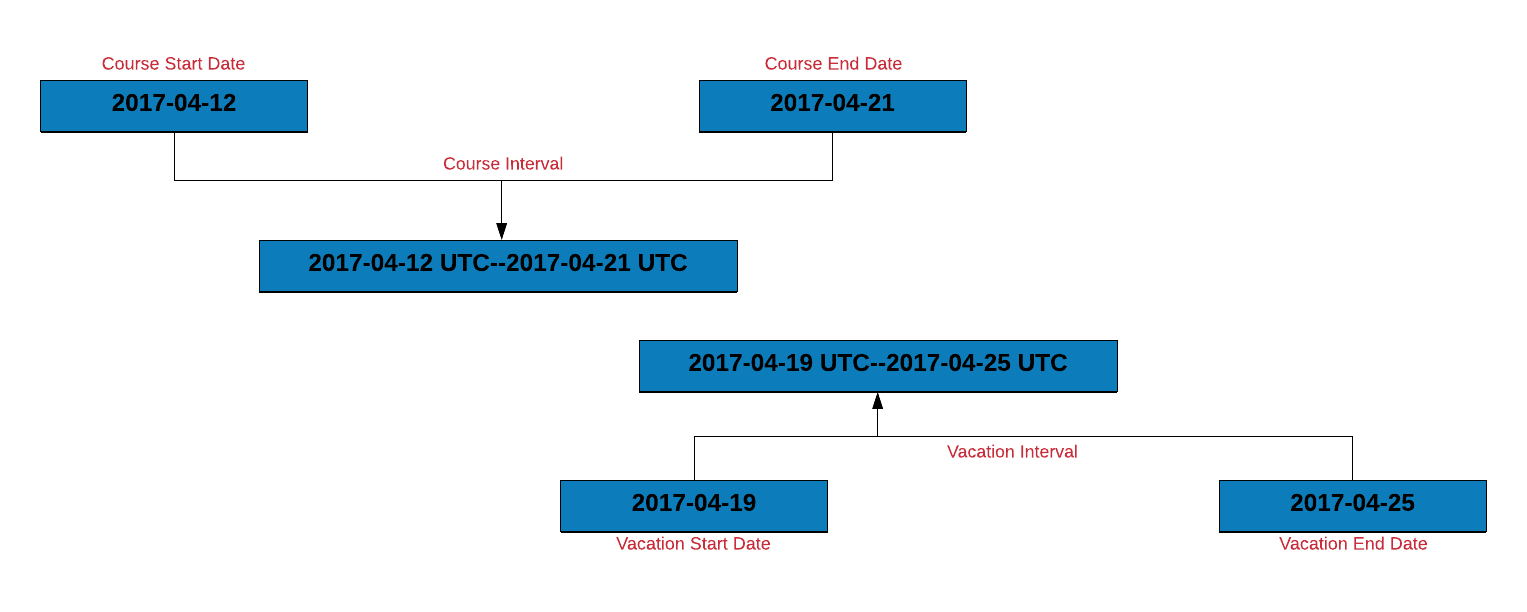 Course Start Date
Course End Date
2017-04-12
2017-04-21
Course Interval
2017-04-12 UTC--2017-04-21 UTC
2017-04-19 UTC--2017-04-25 UTC
Vacation Interval
2017-04-19
2017-04-25
Vacation Start Date
Vacation End Date